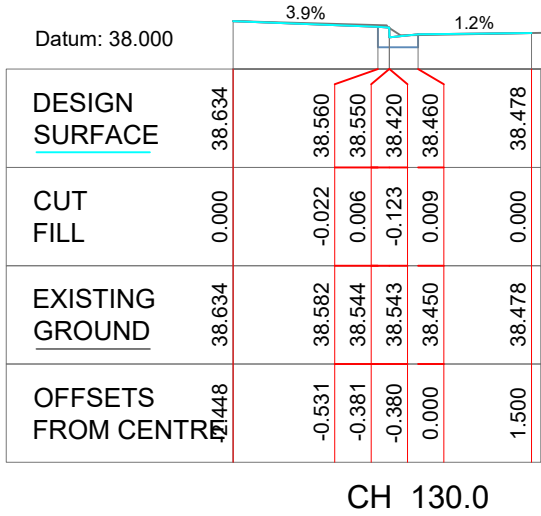 3.9%
1.2%
Datum: 38.000
DESIGN
SURFACE
38.634
38.560
38.550
38.420
38.460
38.478
CUT
FILL
0.000
-0.022
0.006
-0.123
0.009
0.000
EXISTING
GROUND
38.634
38.582
38.544
38.543
38.450
38.478
OFFSETS
FROM CENTRE
-2.448
-0.531
-0.381
-0.380
0.000
1.500
CH 130.0